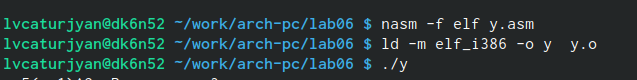 lvcaturjyan@dk6n52 ~/work/arch-pc/lab06 $ nasm -f elf y.asm
lvcaturjyan@dk6n52 ~/work/arch-pc/lab06 $ ld -m elf_i386 -o y  y.o
lvcaturjyan@dk6n52 ~/work/arch-pc/lab06 $ ./y